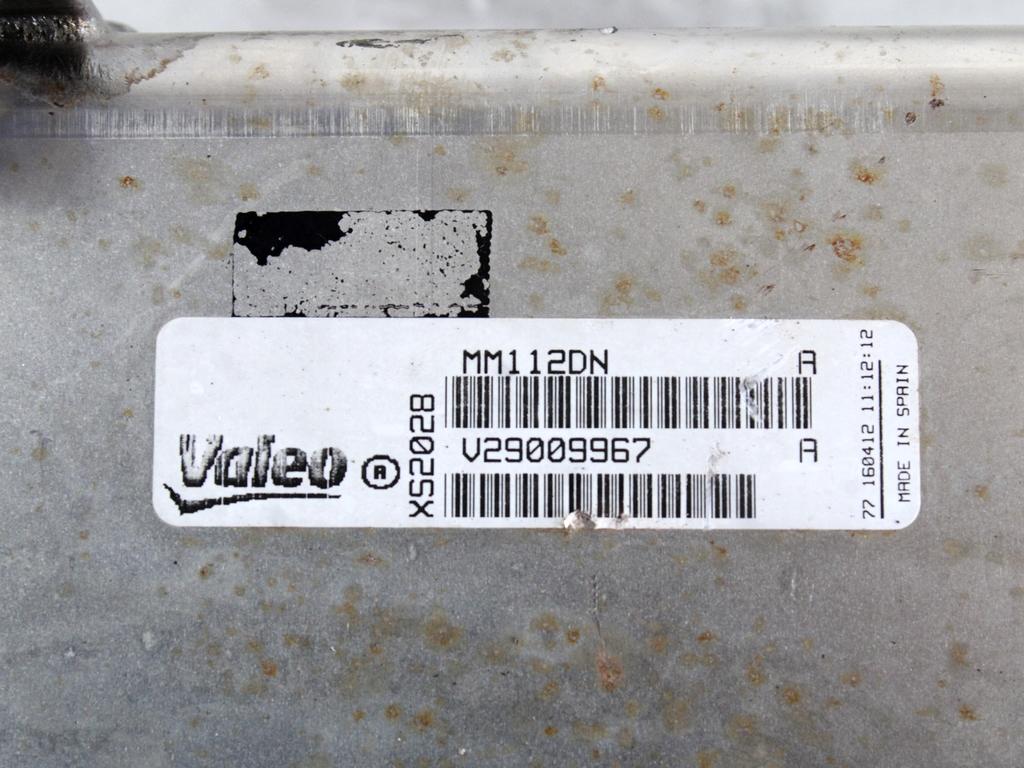 Valeo ®
XS2028
MM112DN A
V29009967 A
77 160412 11:12:12
MADE IN SPAIN